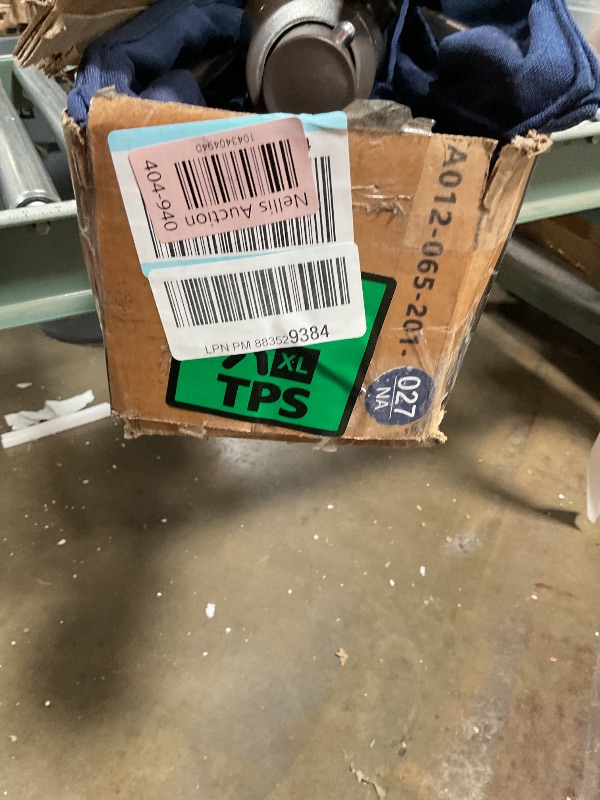 1043404940
Nellis Auction
404-940
LPN PM 883529384
XL
TPS
A012-065-201-
027
NA